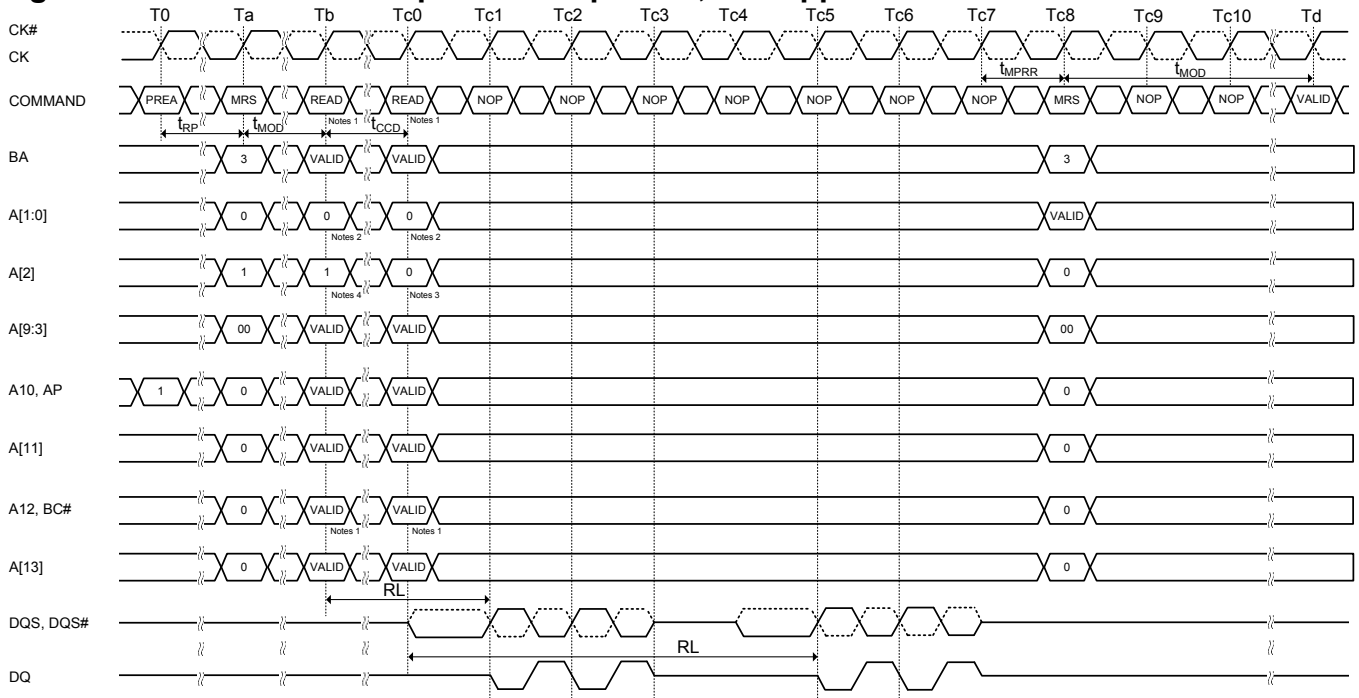 T0 Ta Tb Tc0 Tc1 Tc2 Tc3 Tc4 Tc5 Tc6 Tc7 Tc8 Tc9 Tc10 Td
CK#
CK
tMPRR tMOD
COMMAND PREA MRS READ READ NOP NOP NOP NOP NOP NOP NOP MRS NOP NOP VALID
Notes 1 Notes 1
tRP tMOD tCCD
BA 3 VALID VALID 3
A[1:0] 0 0 0 VALID
Notes 2 Notes 2
A[2] 1 1 0 0
Notes 4 Notes 3
A[9:3] 00 VALID VALID 00
A10, AP 1 0 VALID VALID 0
A[11] 0 VALID VALID 0
A12, BC# 0 VALID VALID 0
Notes 1 Notes 1
A[13] 0 VALID VALID 0
RL
DQS, DQS#
RL
DQ